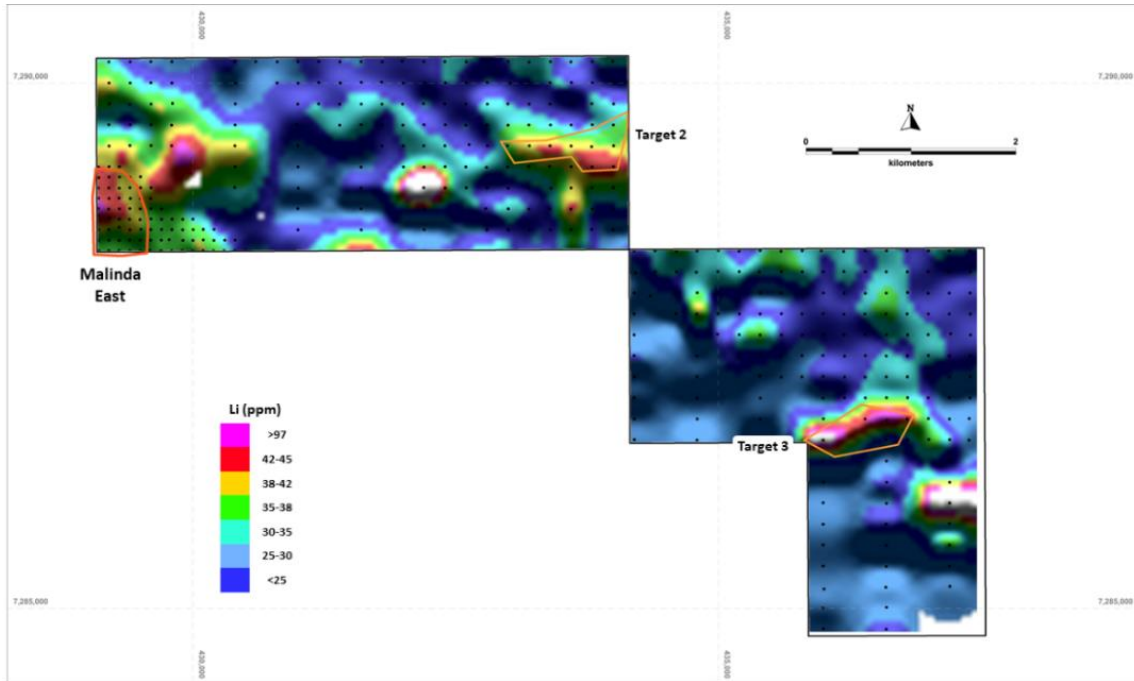 430,000
435,000
7,290,000
7,290,000
N
0
2
kilometers
Target 2
Malinda
East
Li (ppm)
>97
42-45
38-42
35-38
30-35
25-30
<25
Target 3
7,285,000
7,285,000
430,000
435,000